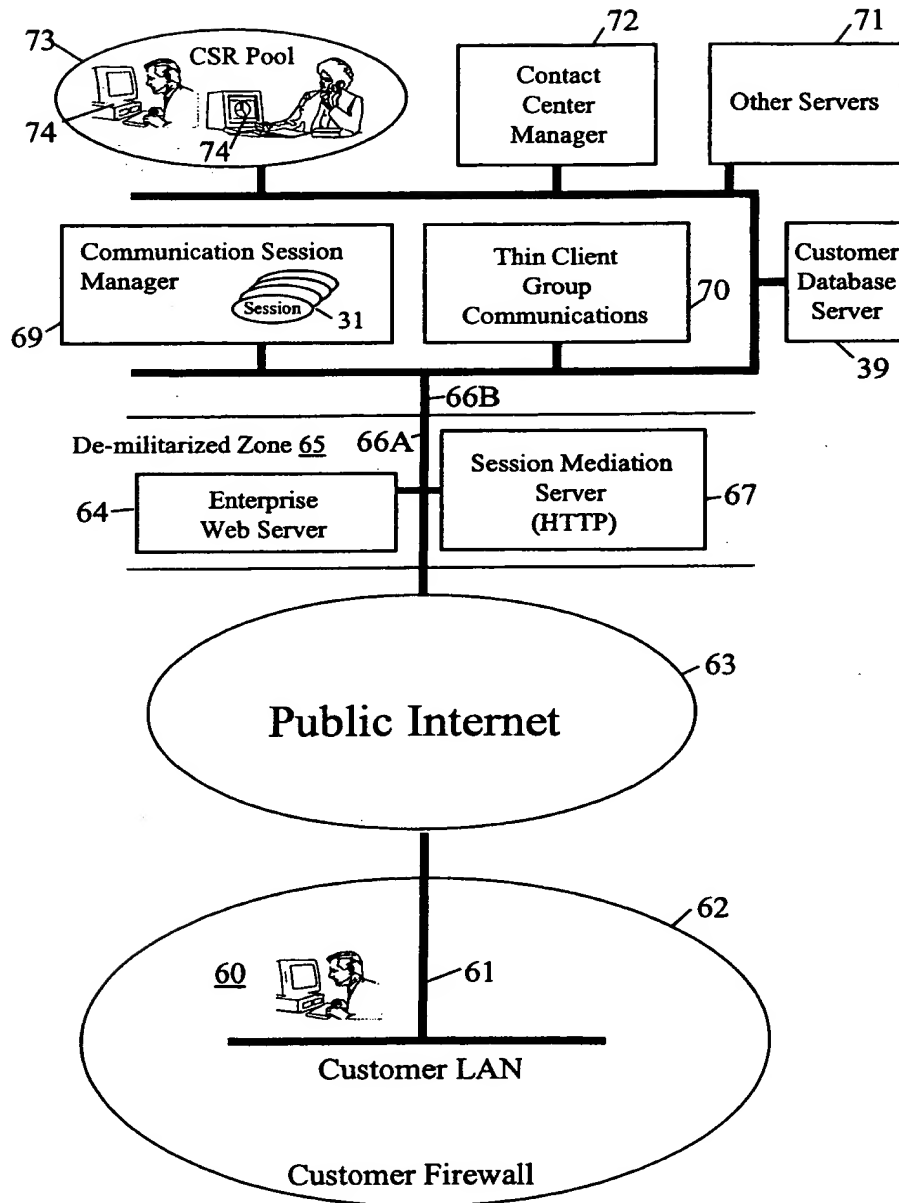 73
CSR Pool
74
74
72
Contact
Center
Manager
71
Other Servers
Communication Session
Manager
Session
31
69
Thin Client
Group
Communications
70
Customer
Database
Server
39
66B
De-militarized Zone 65
66A
64
Enterprise
Web Server
Session Mediation
Server
(HTTP)
67
63
Public Internet
62
60
61
Customer LAN
Customer Firewall